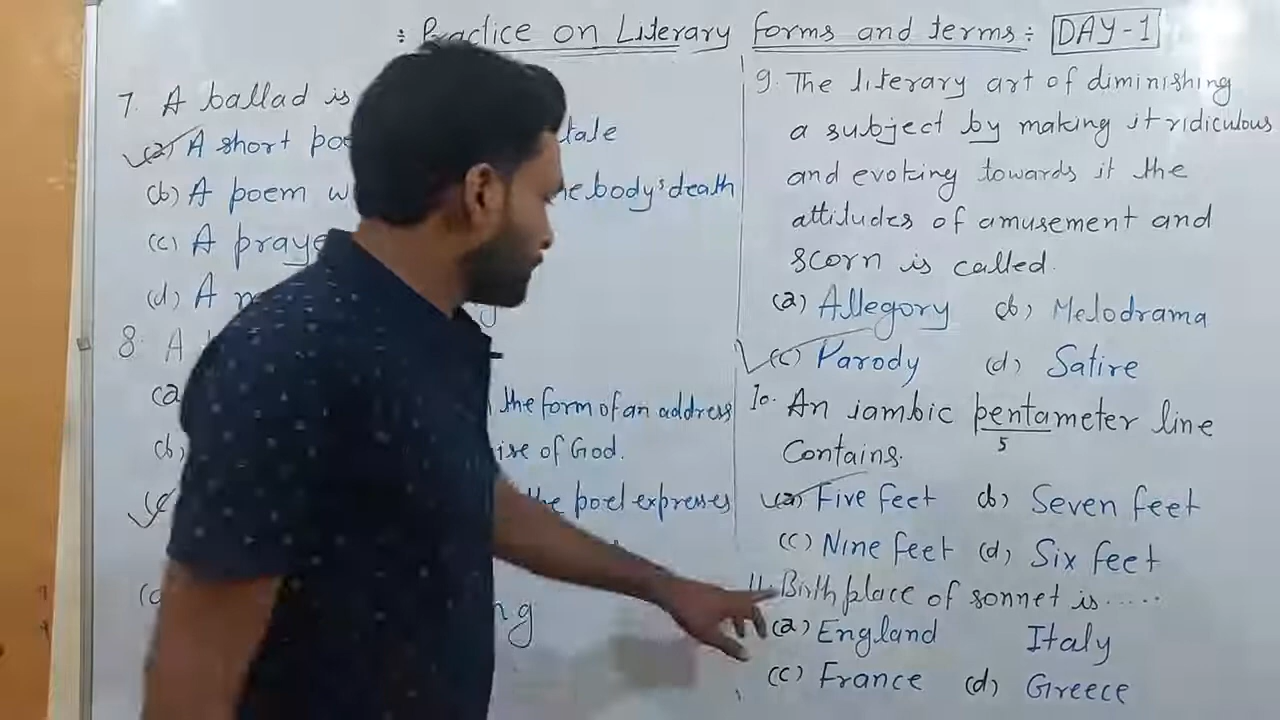 : Practice on Literary forms and terms : DAY-1
7. A ballad is
(a) A short tale
(b) A poem body's death
(c) A
(d) A
8. A
(a the form of an address
(b) of God.
the poet expresses
9. The literary art of diminishing
a subject by making it ridiculous
and evoking towards it the
attitudes of amusement and
scorn is called.
(a) Allegory (b) Melodrama
(c) Parody (d) Satire
10. An iambic pentameter line
5
Contains.
(a) Five feet (b) Seven feet
(c) Nine feet (d) Six feet
11. Birth place of sonnet is .....
(a) England Italy
(c) France (d) Greece